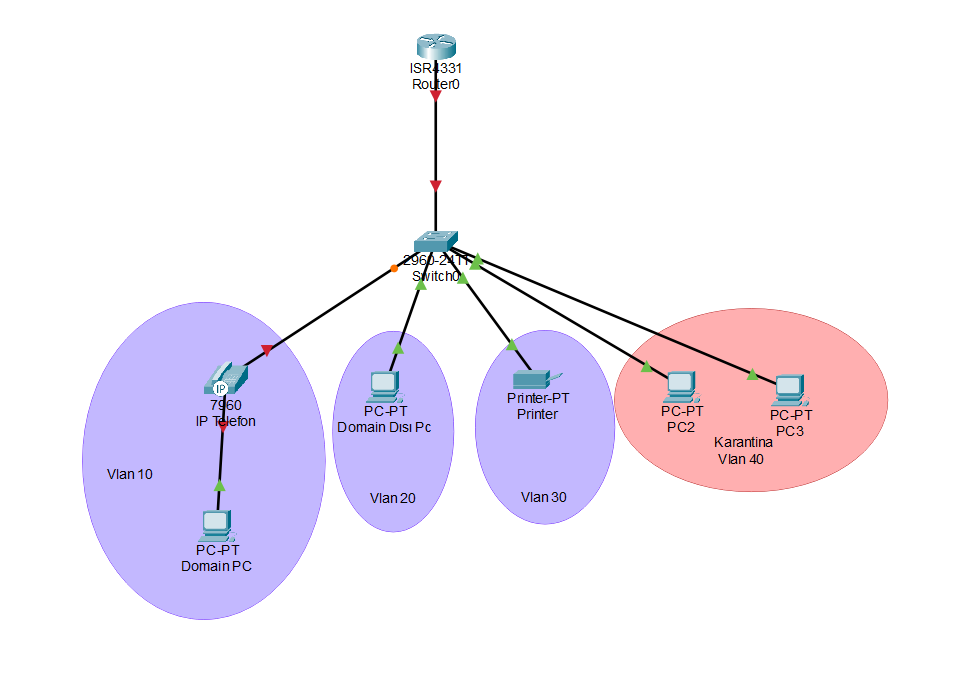 ISR4331
Router0
2960-24TT
Switch0
IP
7960
IP Telefon
Vlan 10
PC-PT
Domain PC
PC-PT
Domain Dısı Pc
Vlan 20
Printer-PT
Printer
Vlan 30
PC-PT
PC2
PC-PT
PC3
Karantina
Vlan 40